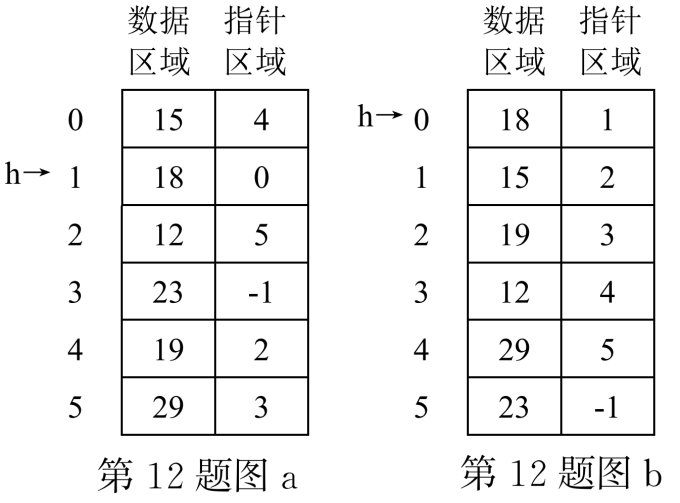 数据 指针 数据 指针
区域 区域 区域 区域
0 15 4 h→ 0 18 1
h→ 1 18 0 1 15 2
2 12 5 2 19 3
3 23 -1 3 12 4
4 19 2 4 29 5
5 29 3 5 23 -1
第 12 题图 a 第 12 题图 b